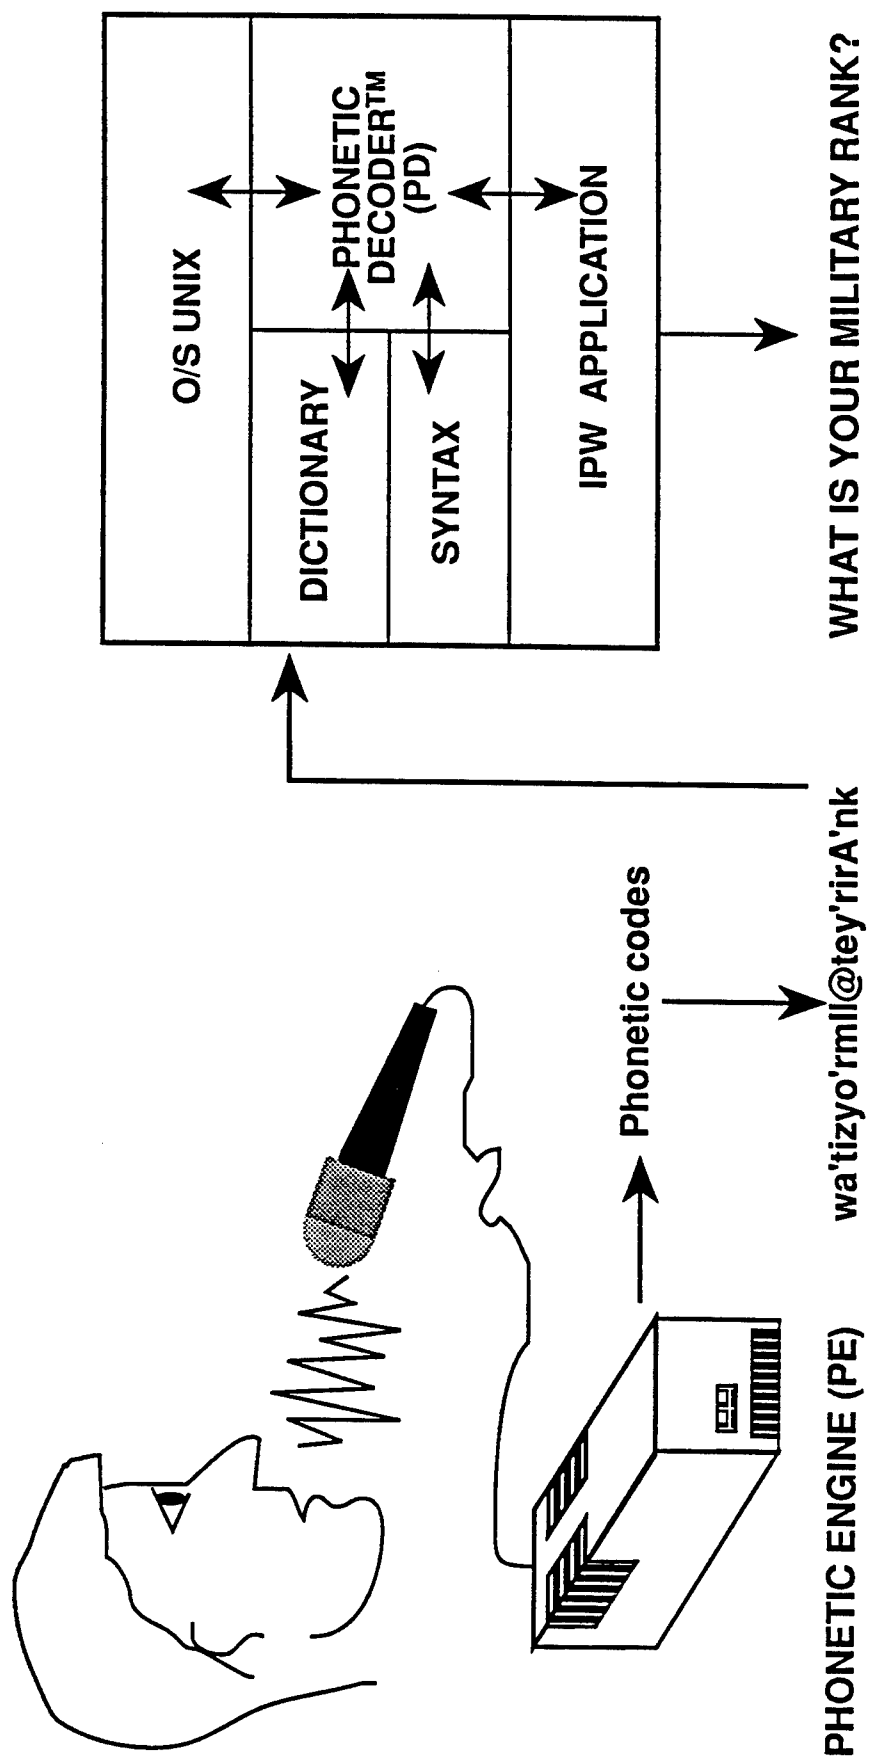 O/S UNIX
DICTIONARY
PHONETIC
DECODER™
(PD)
SYNTAX
IPW APPLICATION
Phonetic codes
PHONETIC ENGINE (PE)
wa'tizyo'rmIl@tey'rirA'nk
WHAT IS YOUR MILITARY RANK?